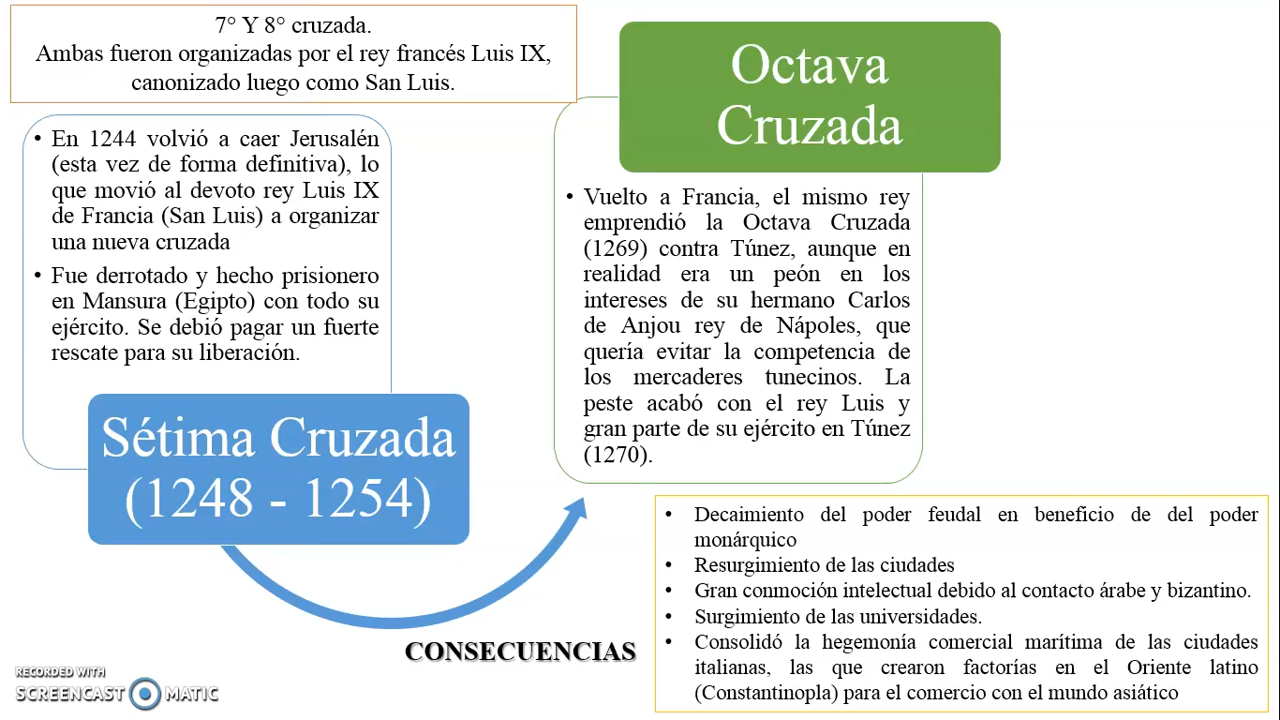 7° Y 8° cruzada.
Ambas fueron organizadas por el rey francés Luis IX,
canonizado luego como San Luis.
• En 1244 volvió a caer Jerusalén
(esta vez de forma definitiva), lo
que movió al devoto rey Luis IX
de Francia (San Luis) a organizar
una nueva cruzada
• Fue derrotado y hecho prisionero
en Mansura (Egipto) con todo su
ejército. Se debió pagar un fuerte
rescate para su liberación.
Sétima Cruzada
(1248 - 1254)
Octava
Cruzada
• Vuelto a Francia, el mismo rey
emprendió la Octava Cruzada
(1269) contra Túnez, aunque en
realidad era un peón en los
intereses de su hermano Carlos
de Anjou rey de Nápoles, que
quería evitar la competencia de
los mercaderes tunecinos. La
peste acabó con el rey Luis y
gran parte de su ejército en Túnez
(1270).
CONSECUENCIAS
• Decaimiento del poder feudal en beneficio de del poder
monárquico
• Resurgimiento de las ciudades
• Gran conmoción intelectual debido al contacto árabe y bizantino.
• Surgimiento de las universidades.
• Consolidó la hegemonía comercial marítima de las ciudades
italianas, las que crearon factorías en el Oriente latino
(Constantinopla) para el comercio con el mundo asiático
RECORDED WITH
SCREENCAST MATIC